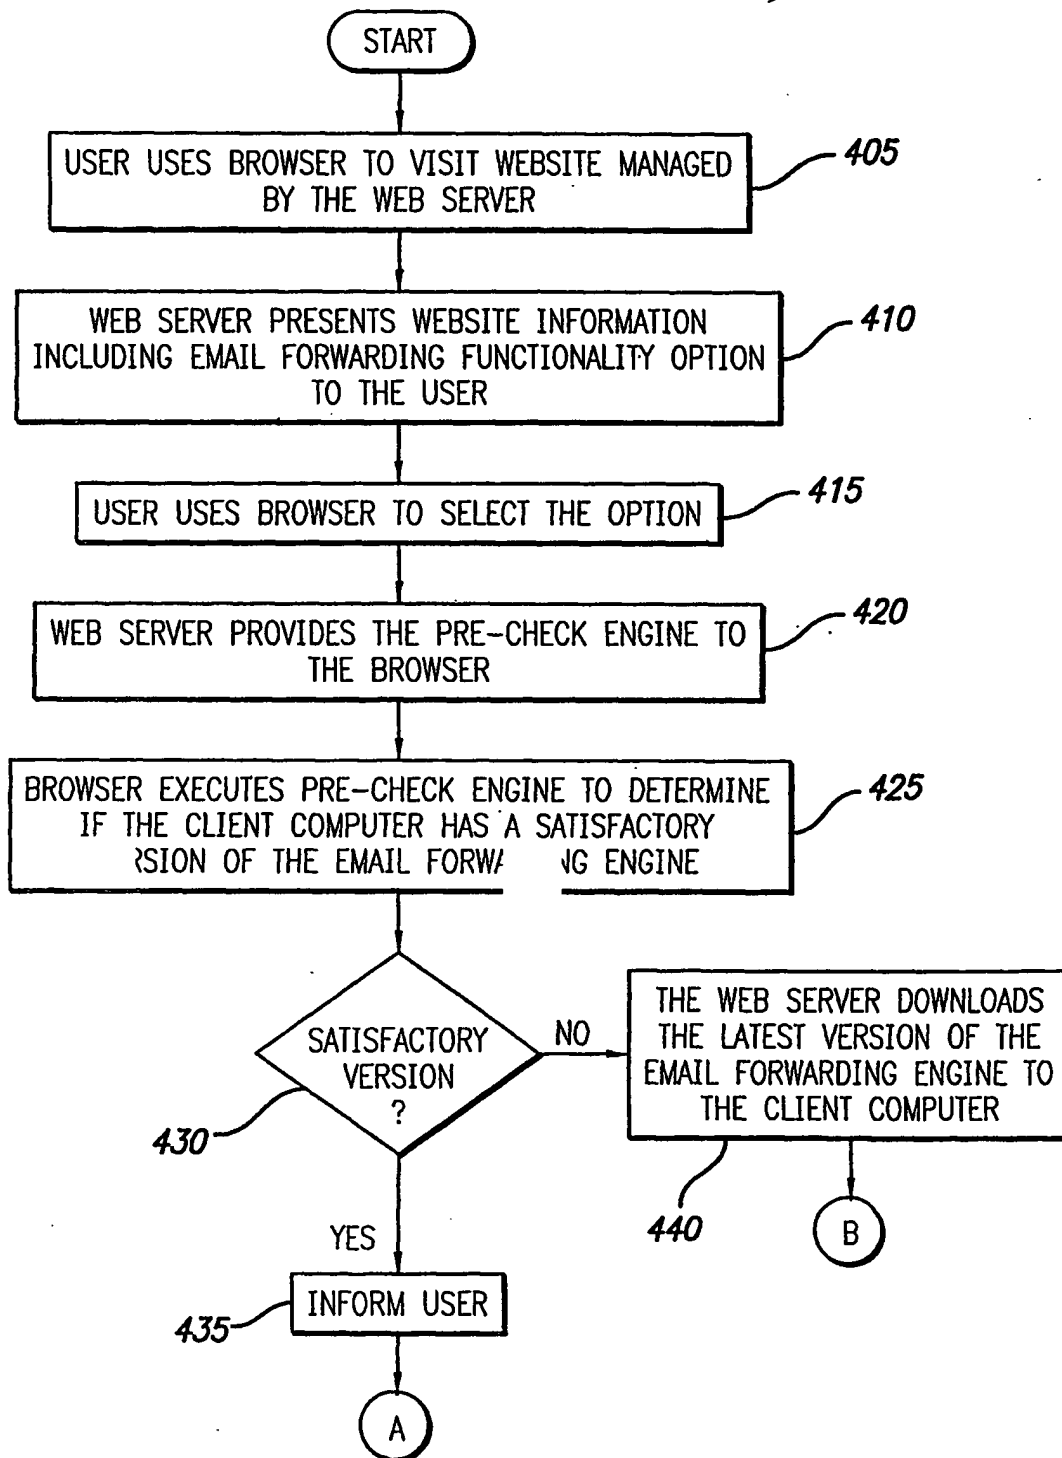 START
USER USES BROWSER TO VISIT WEBSITE MANAGED
BY THE WEB SERVER
405
WEB SERVER PRESENTS WEBSITE INFORMATION
INCLUDING EMAIL FORWARDING FUNCTIONALITY OPTION
TO THE USER
410
USER USES BROWSER TO SELECT THE OPTION
415
WEB SERVER PROVIDES THE PRE-CHECK ENGINE TO
THE BROWSER
420
BROWSER EXECUTES PRE-CHECK ENGINE TO DETERMINE
IF THE CLIENT COMPUTER HAS A SATISFACTORY
OF THE EMAIL ENGINE
425
SATISFACTORY
VERSION
?
430
NO
THE WEB SERVER DOWNLOADS
THE LATEST VERSION OF THE
EMAIL FORWARDING ENGINE TO
THE CLIENT COMPUTER
440
B
YES
INFORM USER
435
A